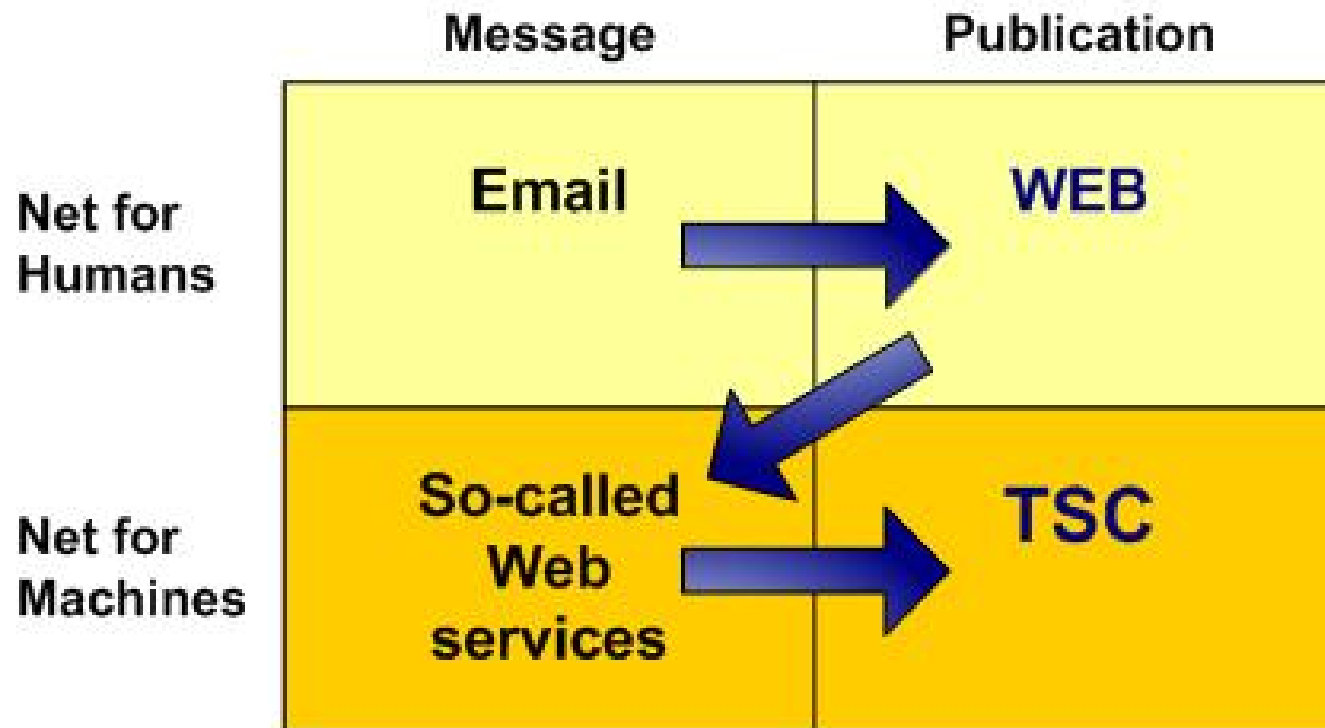 Message Publication
Net for
Humans
Email
WEB
Net for
Machines
So-called
Web
services
TSC